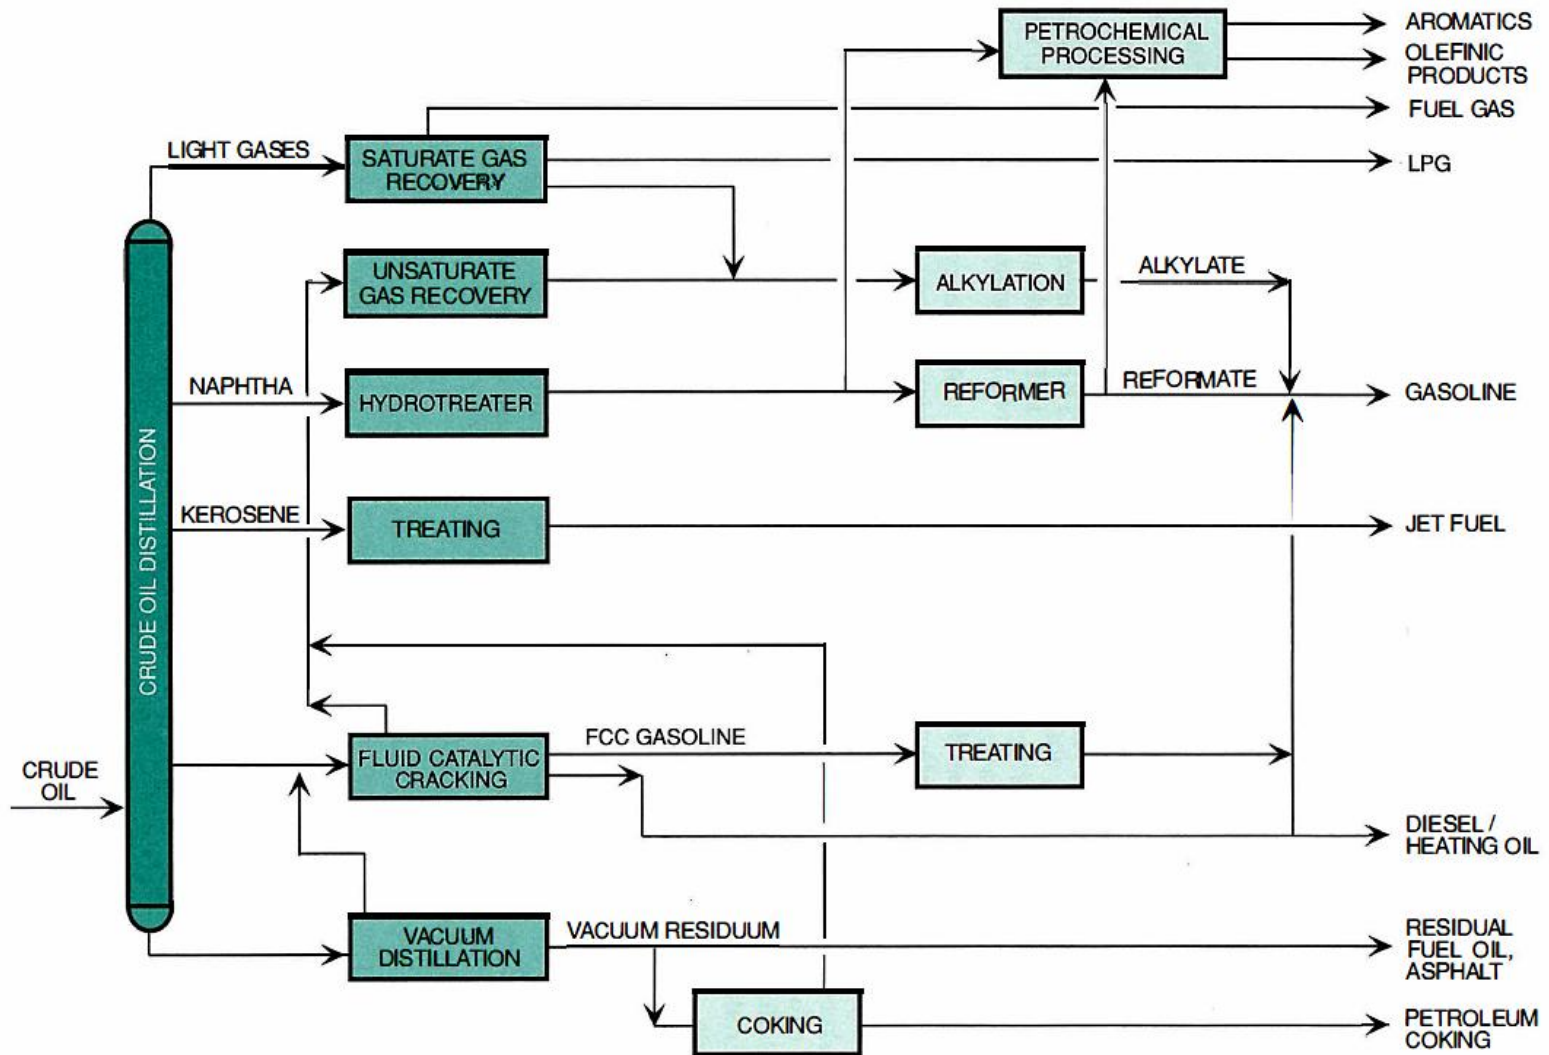 PETROCHEMICAL
PROCESSING
AROMATICS
OLEFINIC
PRODUCTS
FUEL GAS
LIGHT GASES
SATURATE GAS
RECOVERY
LPG
UNSATURATE
GAS RECOVERY
ALKYLATION
ALKYLATE
NAPHTHA
HYDROTREATER
REFORMER
REFORMATE
GASOLINE
CRUDE OIL DISTILLATION
KEROSENE
TREATING
JET FUEL
CRUDE
OIL
FLUID CATALYTIC
CRACKING
FCC GASOLINE
TREATING
DIESEL /
HEATING OIL
VACUUM
DISTILLATION
VACUUM RESIDUUM
RESIDUAL
FUEL OIL,
ASPHALT
COKING
PETROLEUM
COKING